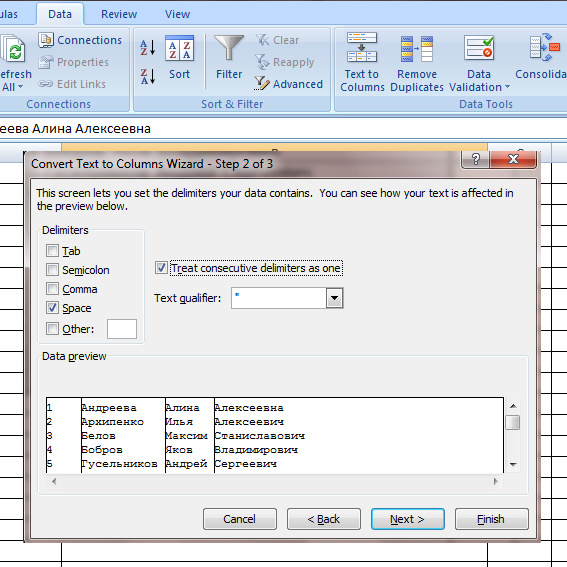 ulas Data Review View
Connections
Properties
Edit Links
efresh
All
Connections
A
Z
Z
A
A Z
Z A
Sort
Filter
Clear
Reapply
Advanced
Sort & Filter
Text to
Columns
Remove
Duplicates
Data
Validation
Consolida
Data Tools
еева Алина Алексеевна
Convert Text to Columns Wizard - Step 2 of 3
?
This screen lets you set the delimiters your data contains. You can see how your text is affected in
the preview below.
Delimiters
Tab
Semicolon
Comma
Space
Other:
Treat consecutive delimiters as one
Text qualifier: "
Data preview
1 Андреева Алина Алексеевна
2 Архипенко Илья Алексеевич
3 Белов Максим Станиславович
4 Бобров Яков Владимирович
5 Гусельников Андрей Сергеевич
Cancel < Back Next > Finish